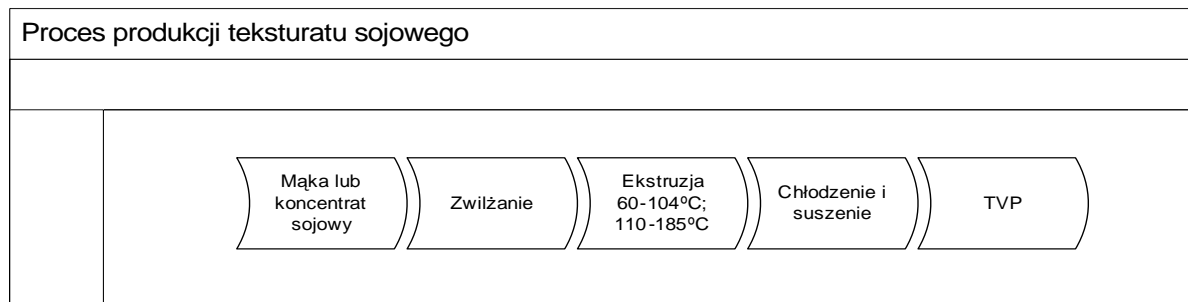 Proces produkcji teksturatu sojowego
Mąka lub
koncentrat
sojowy
Zwilżanie
Ekstruzja
60-104ºC;
110-185ºC
Chłodzenie i
suszenie
TVP